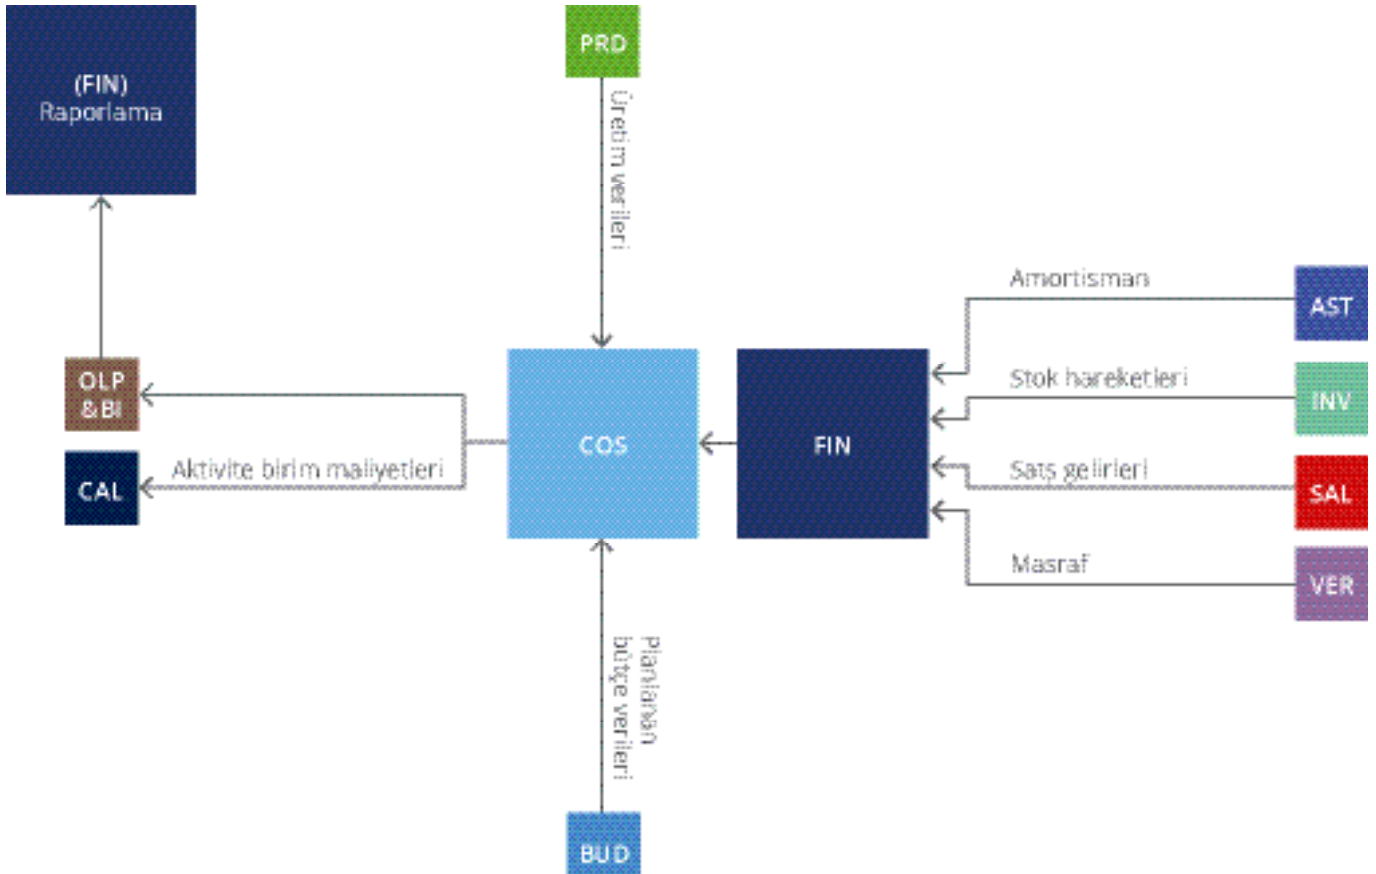 (FIN)
Raporlama
PRD
Üretim verileri
Amortisman
AST
Stok hareketleri
INV
OLP
&BI
COS
FIN
Aktivite birim maliyetleri
CAL
Satş gelirleri
SAL
Masraf
VER
Planlanan
bütçe verileri
BUD